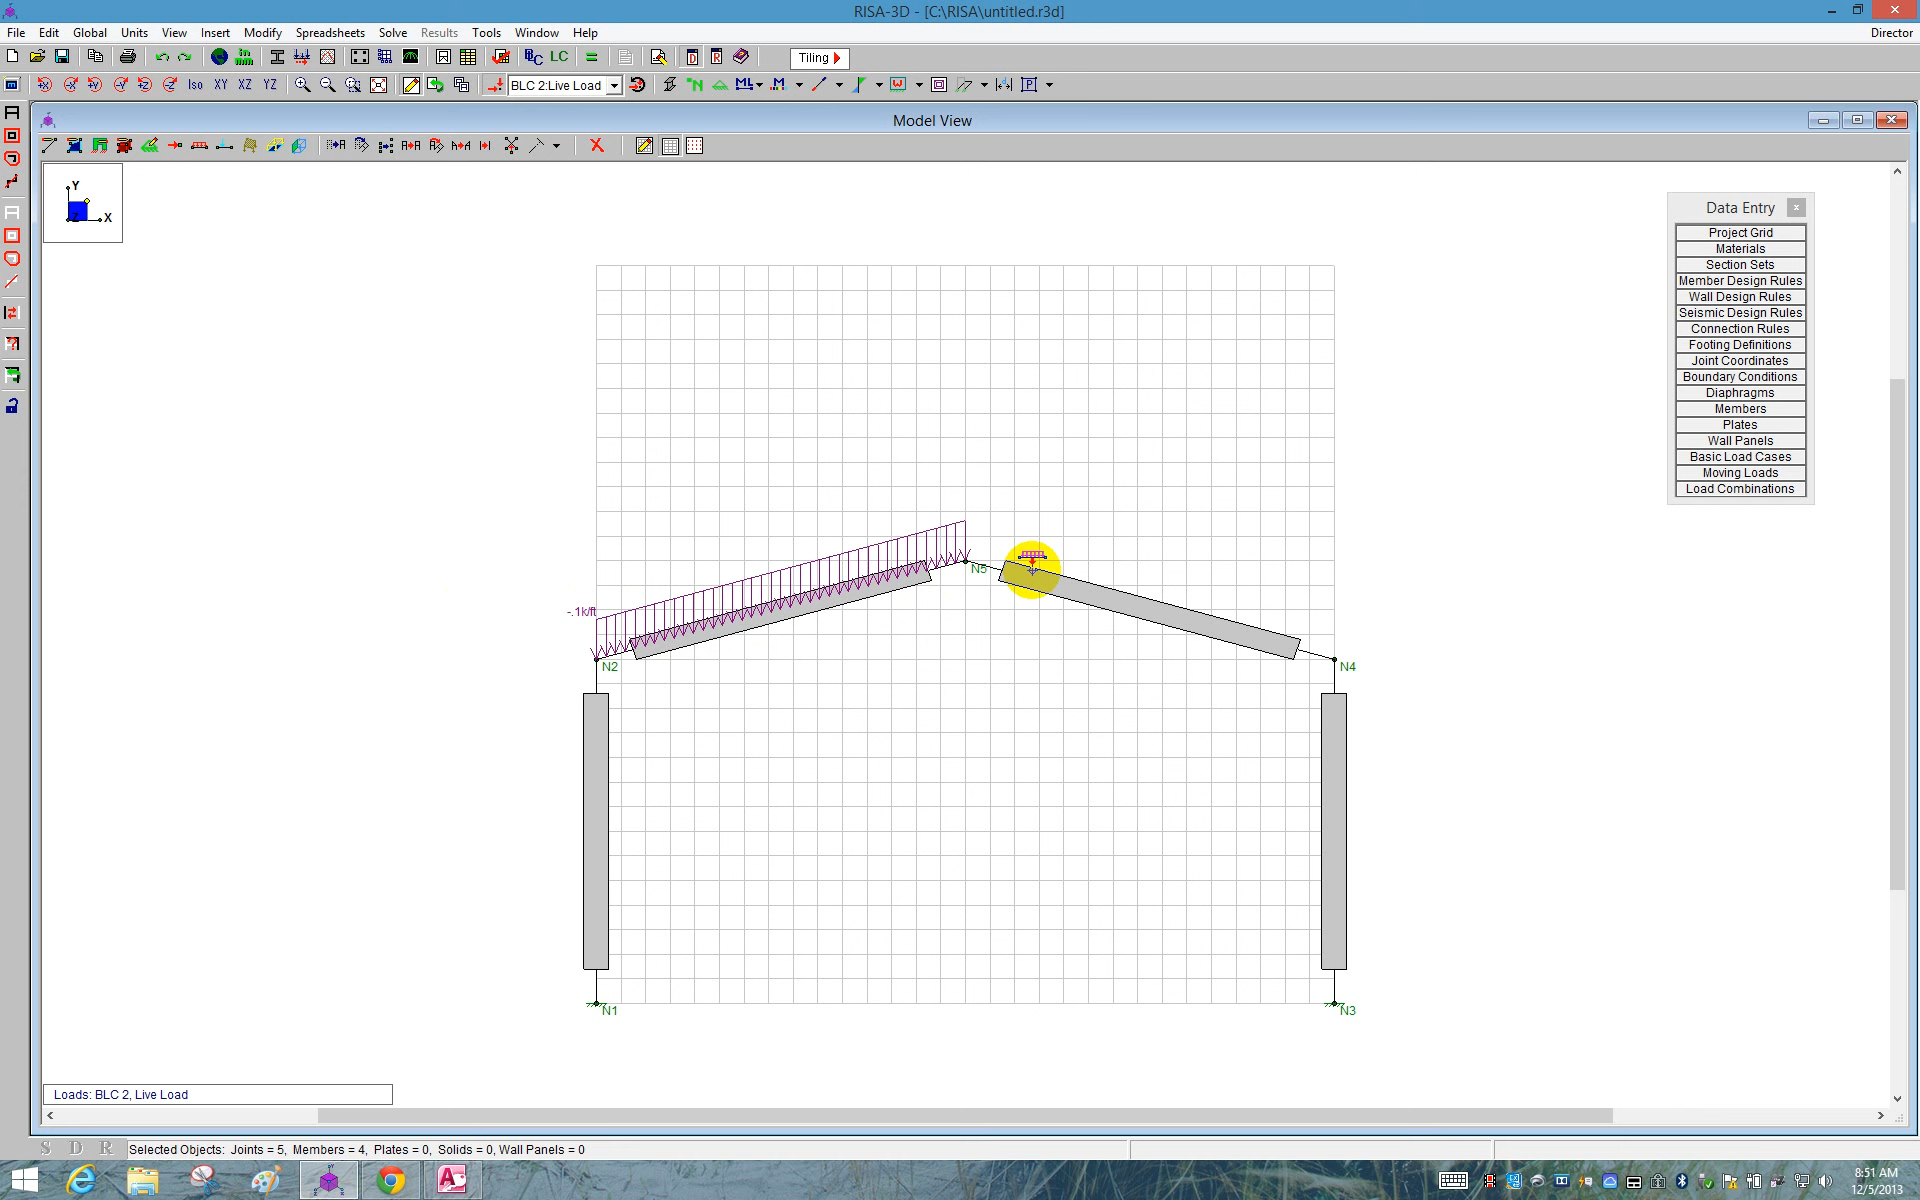 RISA-3D - [C:\RISA\untitled.r3d]
File Edit Global Units View Insert Modify Spreadsheets Solve Results Tools Window Help
Director
LC = D R Tiling
Iso XY XZ YZ BLC 2:Live Load N ML M W P
Model View
Y
Z X
Data Entry
Project Grid
Materials
Section Sets
Member Design Rules
Wall Design Rules
Seismic Design Rules
Connection Rules
Footing Definitions
Joint Coordinates
Boundary Conditions
Diaphragms
Members
Plates
Wall Panels
Basic Load Cases
Moving Loads
Load Combinations
N5
-.1k/ft
N2
N4
N1
N3
Loads: BLC 2, Live Load
S D R Selected Objects: Joints = 5, Members = 4, Plates = 0, Solids = 0, Wall Panels = 0
8:51 AM
12/5/2013